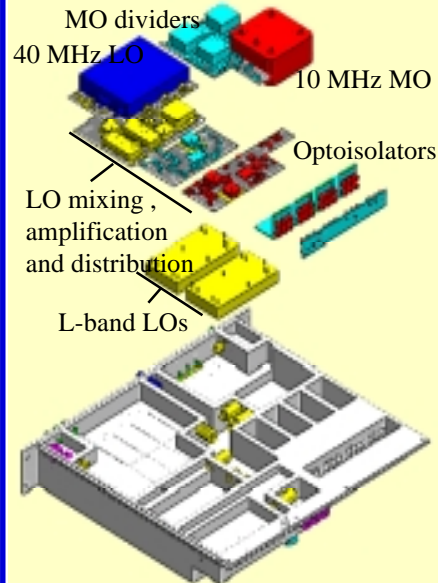 MO dividers
40 MHz LO
10 MHz MO
Optoisolators
LO mixing ,
amplification
and distribution
L-band LOs